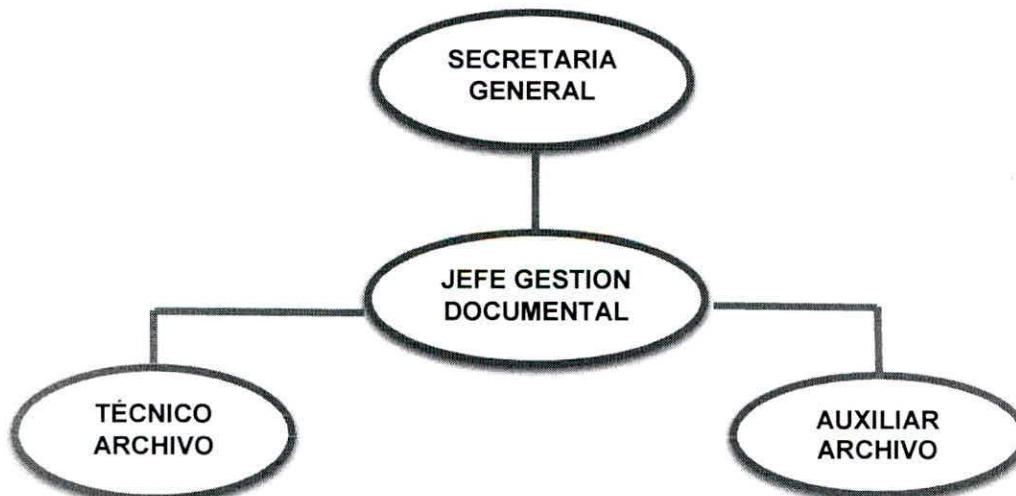 SECRETARIA
GENERAL
JEFE GESTION
DOCUMENTAL
TÉCNICO
ARCHIVO
AUXILIAR
ARCHIVO